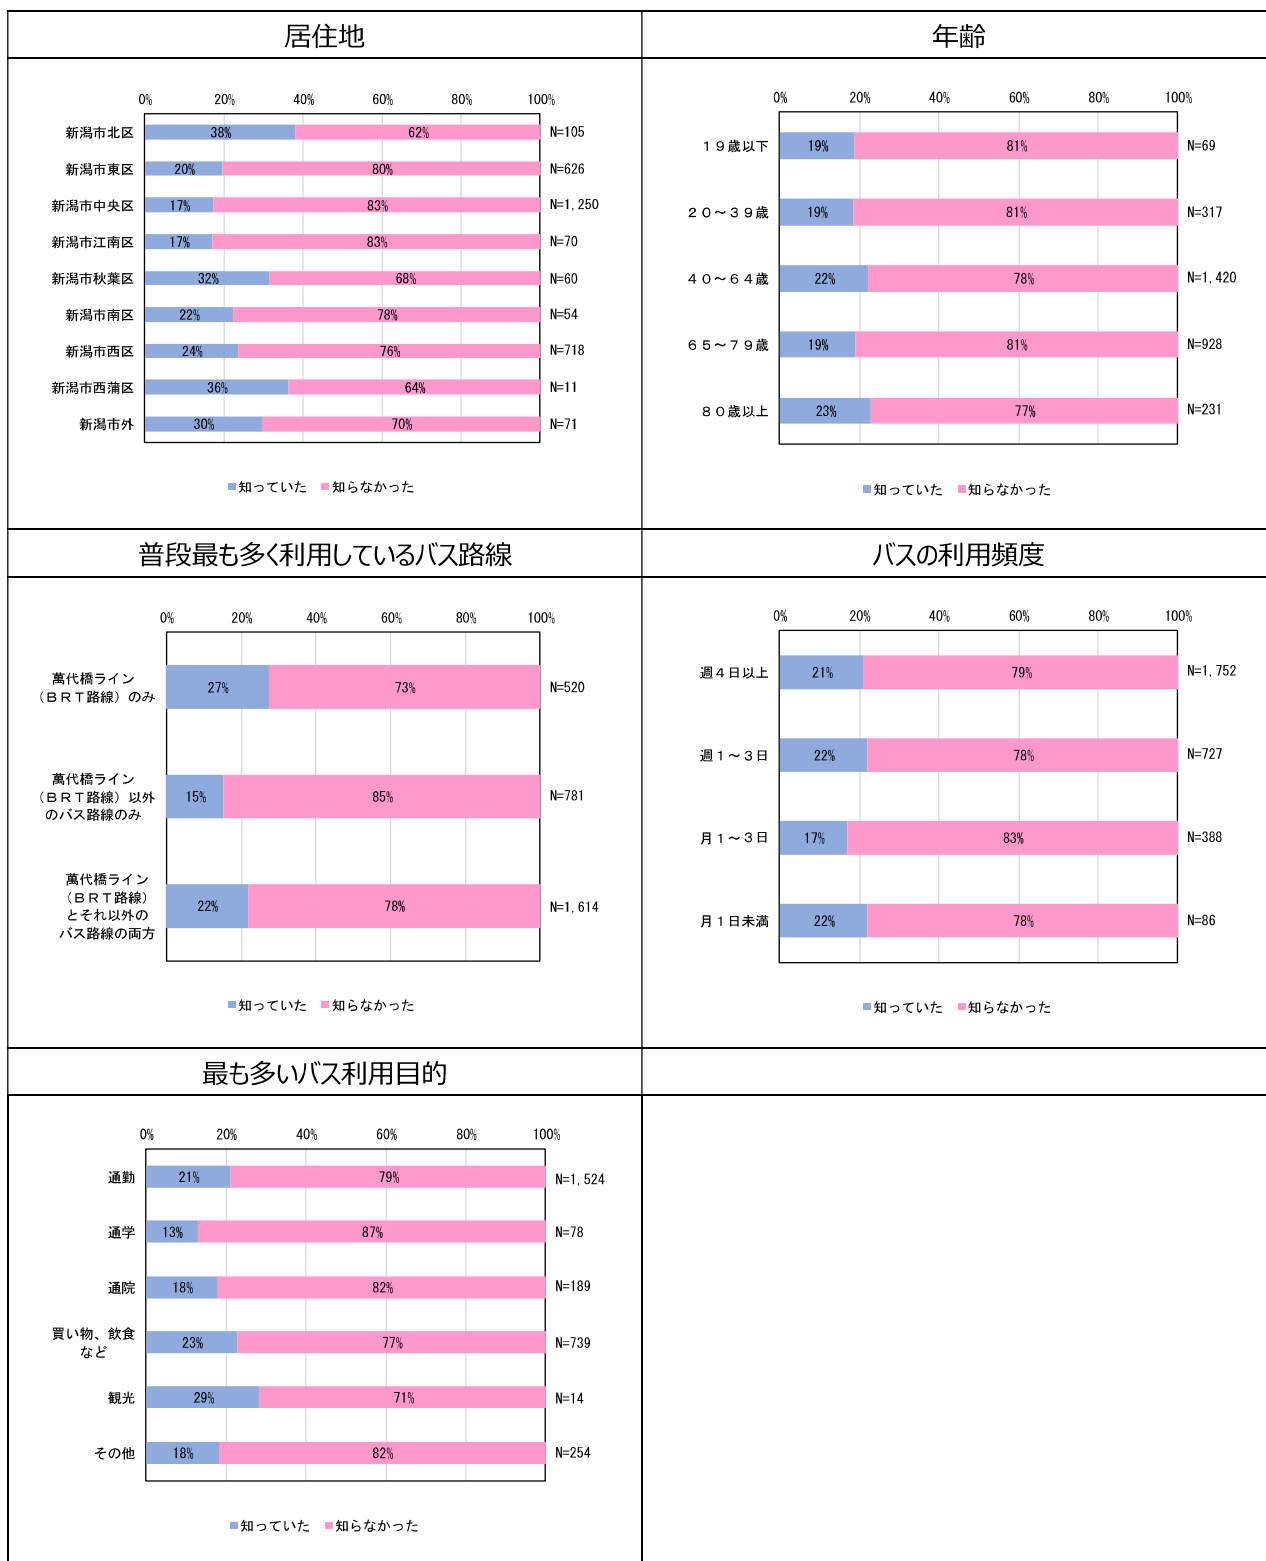 居住地
0% 20% 40% 60% 80% 100%
新潟市北区 38% 62% N=105
新潟市東区 20% 80% N=626
新潟市中央区 17% 83% N=1,250
新潟市江南区 17% 83% N=70
新潟市秋葉区 32% 68% N=60
新潟市南区 22% 78% N=54
新潟市西区 24% 76% N=718
新潟市西蒲区 36% 64% N=11
新潟市外 30% 70% N=71
知っていた 知らなかった
年齢
0% 20% 40% 60% 80% 100%
１９歳以下 19% 81% N=69
２０～３９歳 19% 81% N=317
４０～６４歳 22% 78% N=1,420
６５～７９歳 19% 81% N=928
８０歳以上 23% 77% N=231
知っていた 知らなかった
普段最も多く利用しているバス路線
0% 20% 40% 60% 80% 100%
萬代橋ライン
（ＢＲＴ路線）のみ 27% 73% N=520
萬代橋ライン
（ＢＲＴ路線）以外 15% 85% N=781
のバス路線のみ
萬代橋ライン
（ＢＲＴ路線）
とそれ以外の 22% 78% N=1,614
バス路線の両方
知っていた 知らなかった
バスの利用頻度
0% 20% 40% 60% 80% 100%
週４日以上 21% 79% N=1,752
週１～３日 22% 78% N=727
月１～３日 17% 83% N=388
月１日未満 22% 78% N=86
知っていた 知らなかった
最も多いバス利用目的
0% 20% 40% 60% 80% 100%
通勤 21% 79% N=1,524
通学 13% 87% N=78
通院 18% 82% N=189
買い物、飲食
など 23% 77% N=739
観光 29% 71% N=14
その他 18% 82% N=254
知っていた 知らなかった